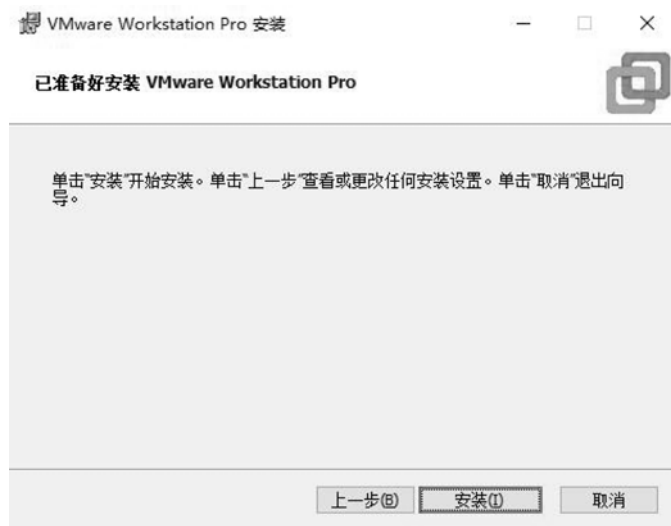 VMware Workstation Pro 安装
已准备好安装 VMware Workstation Pro
单击"安装"开始安装。单击"上一步"查看或更改任何安装设置。单击"取消"退出向
导。
上一步(B) 安装(I) 取消